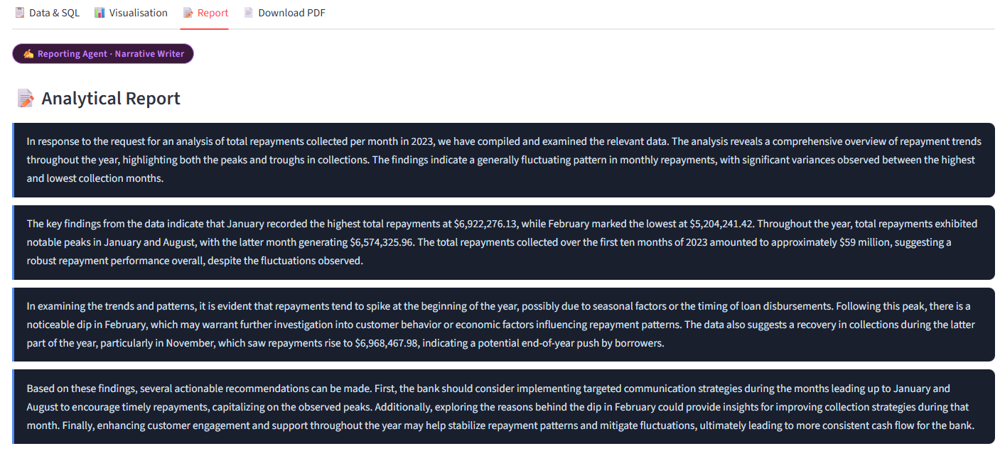 Data & SQL
Visualisation
Report
Download PDF
Reporting Agent · Narrative Writer
Analytical Report
In response to the request for an analysis of total repayments collected per month in 2023, we have compiled and examined the relevant data. The analysis reveals a comprehensive overview of repayment trends
throughout the year, highlighting both the peaks and troughs in collections. The findings indicate a generally fluctuating pattern in monthly repayments, with significant variances observed between the highest
and lowest collection months.
The key findings from the data indicate that January recorded the highest total repayments at $6,922,276.13, while February marked the lowest at $5,204,241.42. Throughout the year, total repayments exhibited
notable peaks in January and August, with the latter month generating $6,574,325.96. The total repayments collected over the first ten months of 2023 amounted to approximately $59 million, suggesting a
robust repayment performance overall, despite the fluctuations observed.
In examining the trends and patterns, it is evident that repayments tend to spike at the beginning of the year, possibly due to seasonal factors or the timing of loan disbursements. Following this peak, there is a
noticeable dip in February, which may warrant further investigation into customer behavior or economic factors influencing repayment patterns. The data also suggests a recovery in collections during the latter
part of the year, particularly in November, which saw repayments rise to $6,968,467.98, indicating a potential end-of-year push by borrowers.
Based on these findings, several actionable recommendations can be made. First, the bank should consider implementing targeted communication strategies during the months leading up to January and
August to encourage timely repayments, capitalizing on the observed peaks. Additionally, exploring the reasons behind the dip in February could provide insights for improving collection strategies during that
month. Finally, enhancing customer engagement and support throughout the year may help stabilize repayment patterns and mitigate fluctuations, ultimately leading to more consistent cash flow for the bank.